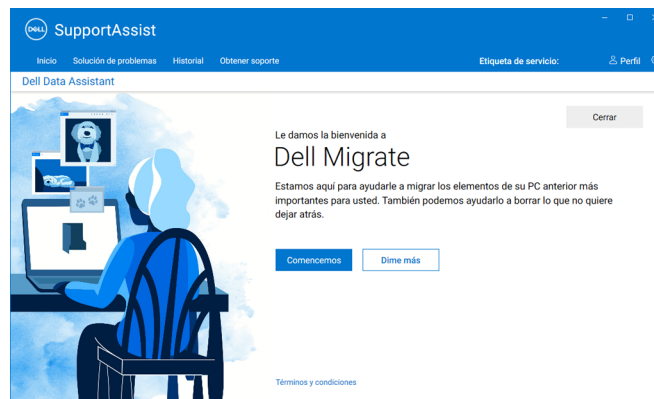 DELL SupportAssist
Inicio Solución de problemas Historial Obtener soporte Etiqueta de servicio: Perfil
Dell Data Assistant
Cerrar
Le damos la bienvenida a
Dell Migrate
Estamos aquí para ayudarle a migrar los elementos de su PC anterior más
importantes para usted. También podemos ayudarlo a borrar lo que no quiere
dejar atrás.
Comencemos Dime más
Términos y condiciones